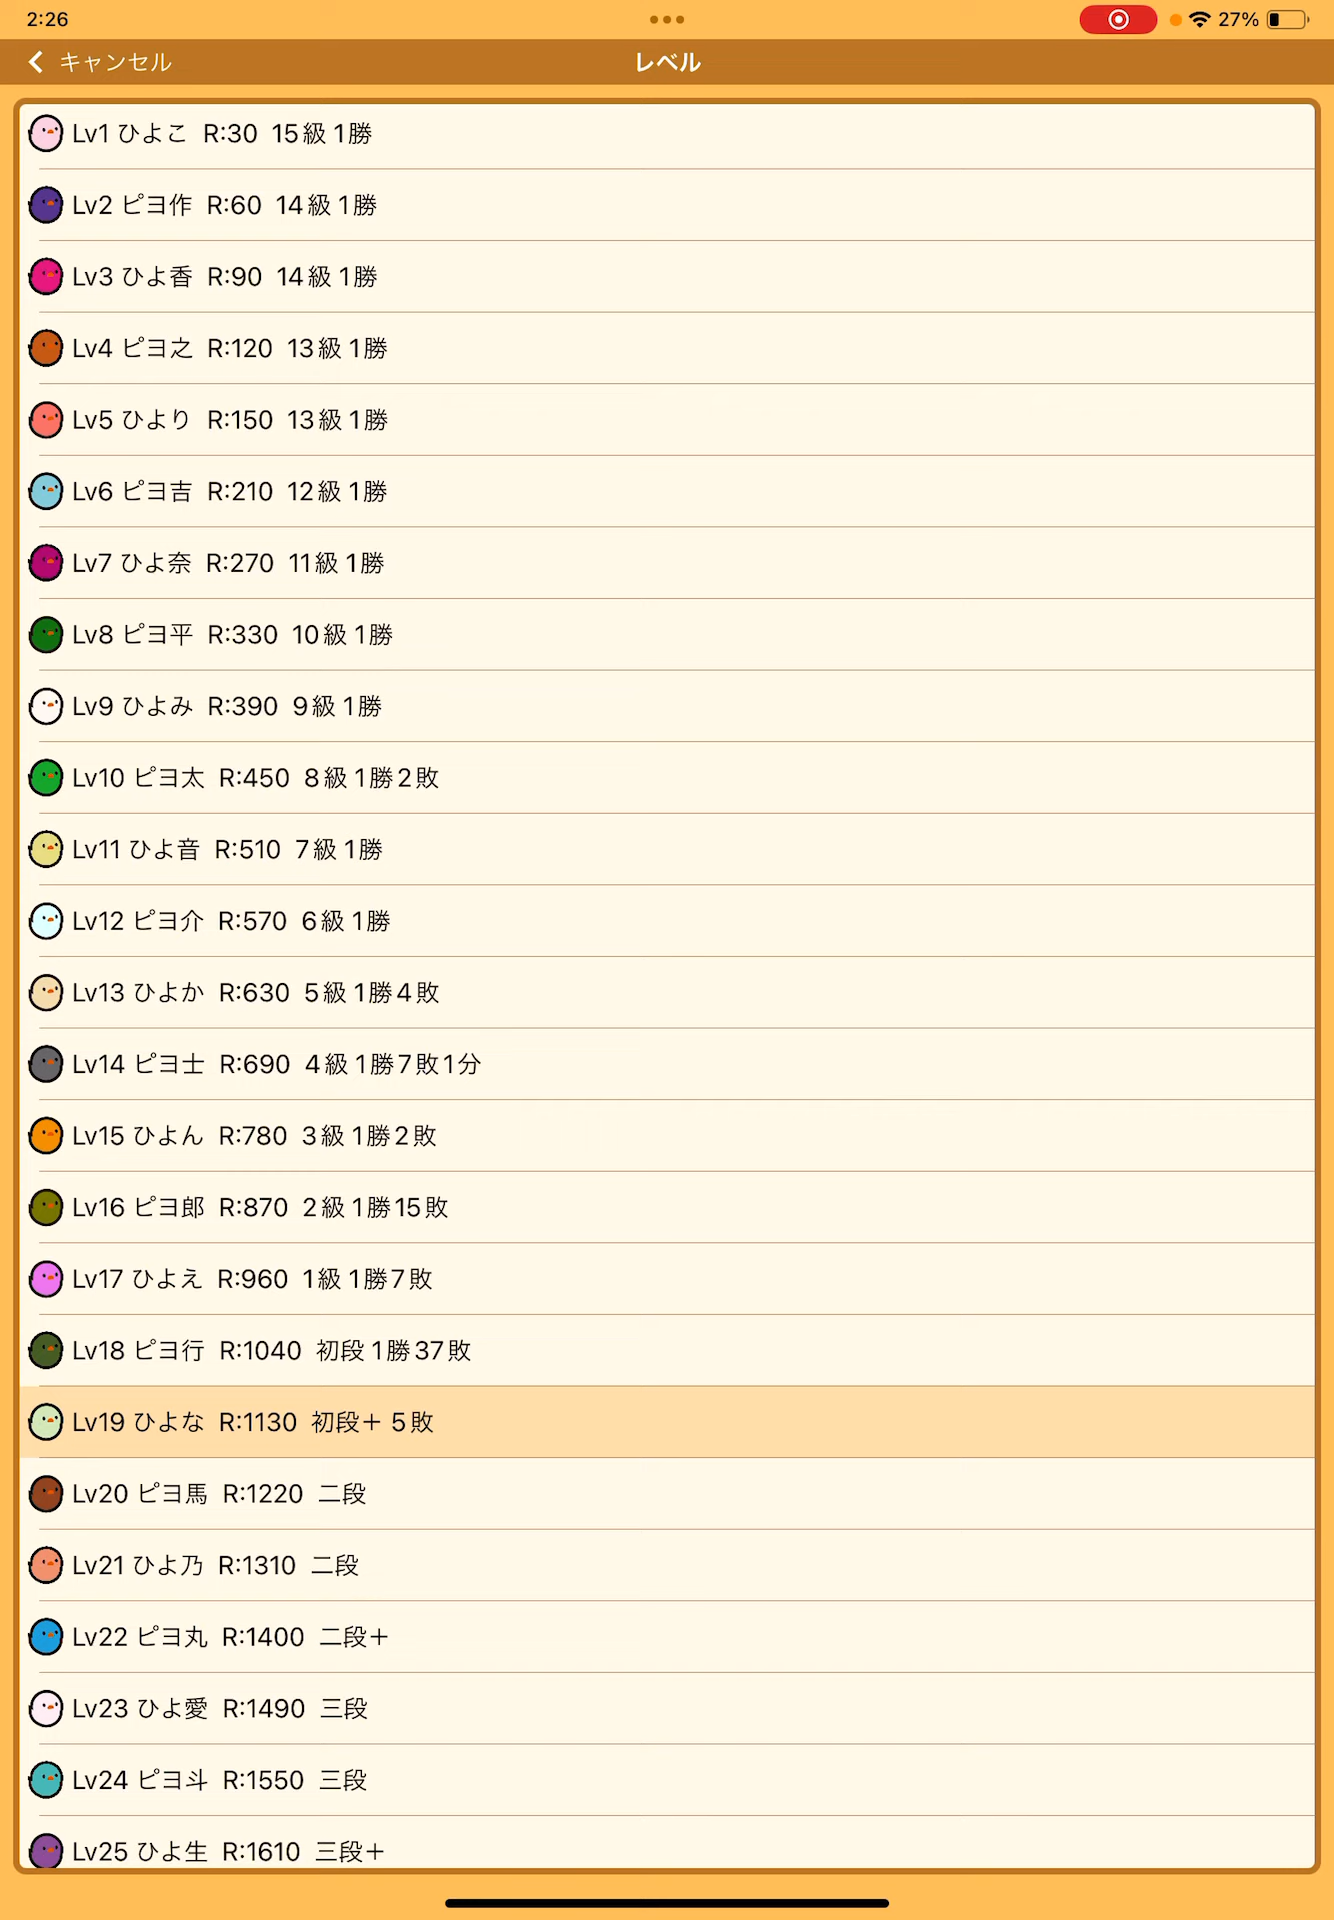 2:26
27%
キャンセル
レベル
Lv1 ひよこ R:30 15級 1勝
Lv2 ピヨ作 R:60 14級 1勝
Lv3 ひよ香 R:90 14級 1勝
Lv4 ピヨ之 R:120 13級 1勝
Lv5 ひより R:150 13級 1勝
Lv6 ピヨ吉 R:210 12級 1勝
Lv7 ひよ奈 R:270 11級 1勝
Lv8 ピヨ平 R:330 10級 1勝
Lv9 ひよみ R:390 9級 1勝
Lv10 ピヨ太 R:450 8級 1勝2敗
Lv11 ひよ音 R:510 7級 1勝
Lv12 ピヨ介 R:570 6級 1勝
Lv13 ひよか R:630 5級 1勝4敗
Lv14 ピヨ士 R:690 4級 1勝7敗1分
Lv15 ひよん R:780 3級 1勝2敗
Lv16 ピヨ郎 R:870 2級 1勝15敗
Lv17 ひよえ R:960 1級 1勝7敗
Lv18 ピヨ行 R:1040 初段 1勝37敗
Lv19 ひよな R:1130 初段＋ 5敗
Lv20 ピヨ馬 R:1220 二段
Lv21 ひよ乃 R:1310 二段
Lv22 ピヨ丸 R:1400 二段＋
Lv23 ひよ愛 R:1490 三段
Lv24 ピヨ斗 R:1550 三段
Lv25 ひよ生 R:1610 三段＋